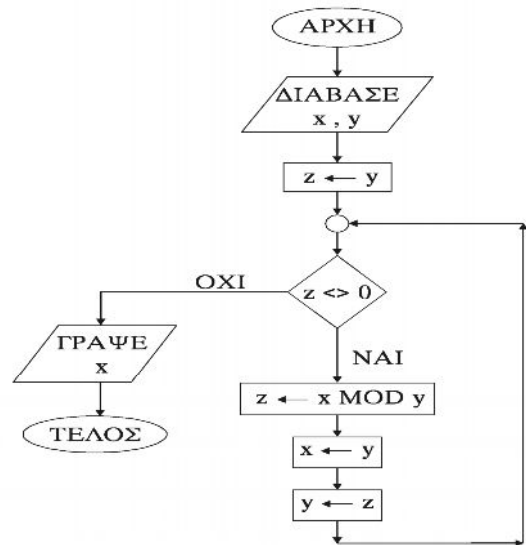 ΑΡΧΗ
ΔΙΑΒΑΣΕ
x , y
z ← y
z <> 0
ΟΧΙ
ΓΡΑΨΕ
x
ΤΕΛΟΣ
ΝΑΙ
z ← x MOD y
x ← y
y ← z